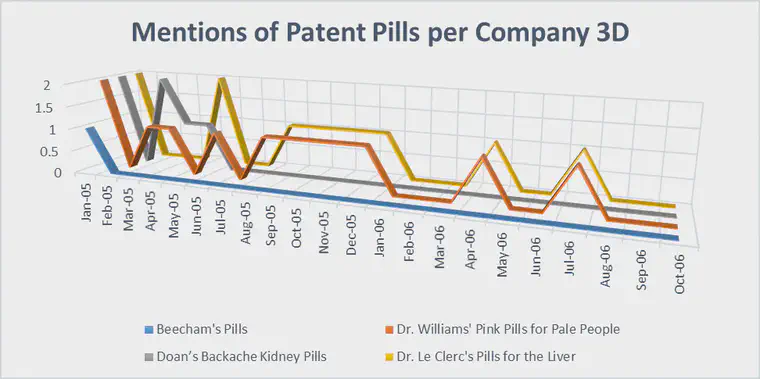 Mentions of Patent Pills per Company 3D
2
1.5
1
0.5
0
Jan-05
Feb-05
Mar-05
Apr-05
May-05
Jun-05
Jul-05
Aug-05
Sep-05
Oct-05
Nov-05
Dec-05
Jan-06
Feb-06
Mar-06
Apr-06
May-06
Jun-06
Jul-06
Aug-06
Sep-06
Oct-06
Beecham's Pills
Dr. Williams' Pink Pills for Pale People
Doan’s Backache Kidney Pills
Dr. Le Clerc's Pills for the Liver